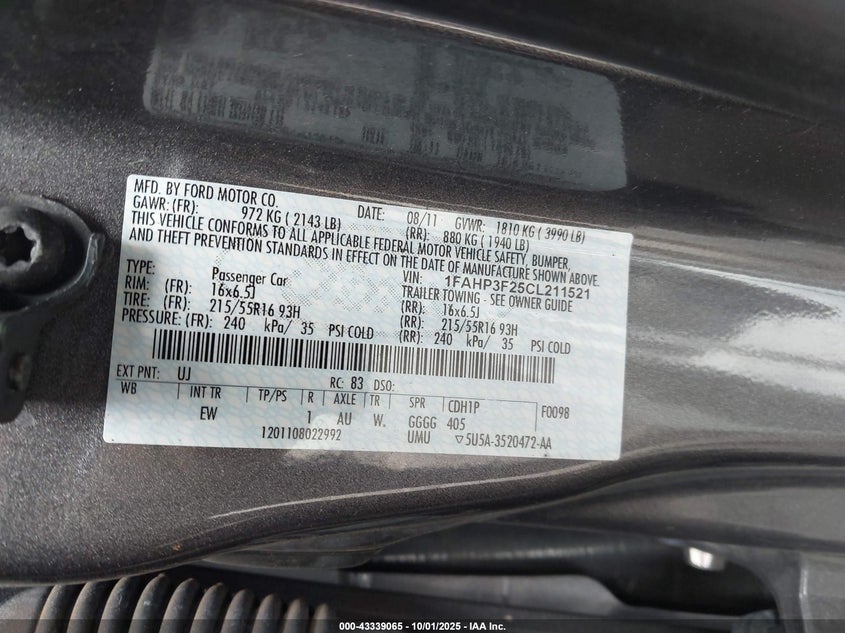 MFD. BY FORD MOTOR CO.
DATE: 08/11 GVWR: 1810 KG ( 3990 LB)
GAWR: (FR): 972 KG ( 2143 LB) (RR): 880 KG ( 1940 LB)
THIS VEHICLE CONFORMS TO ALL APPLICABLE FEDERAL MOTOR VEHICLE SAFETY, BUMPER,
AND THEFT PREVENTION STANDARDS IN EFFECT ON THE DATE OF MANUFACTURE SHOWN ABOVE.
VIN: 1FAHP3F25CL211521
TYPE: Passenger Car TRAILER TOWING - SEE OWNER GUIDE
RIM: (FR): 16x6.5J (RR): 16x6.5J
TIRE: (FR): 215/55R16 93H (RR): 215/55R16 93H
PRESSURE: (FR): 240 kPa/ 35 PSI COLD (RR): 240 kPa/ 35 PSI COLD
EXT PNT: UJ RC: 83 DSO:
WB INT TR TP/PS R AXLE TR SPR CDH1P F0098
EW 1 AU W. GGGG 405
1201108022992 UMU ▽5U5A-3520472-AA
000-43339065 - 10/01/2025 - IAA Inc.